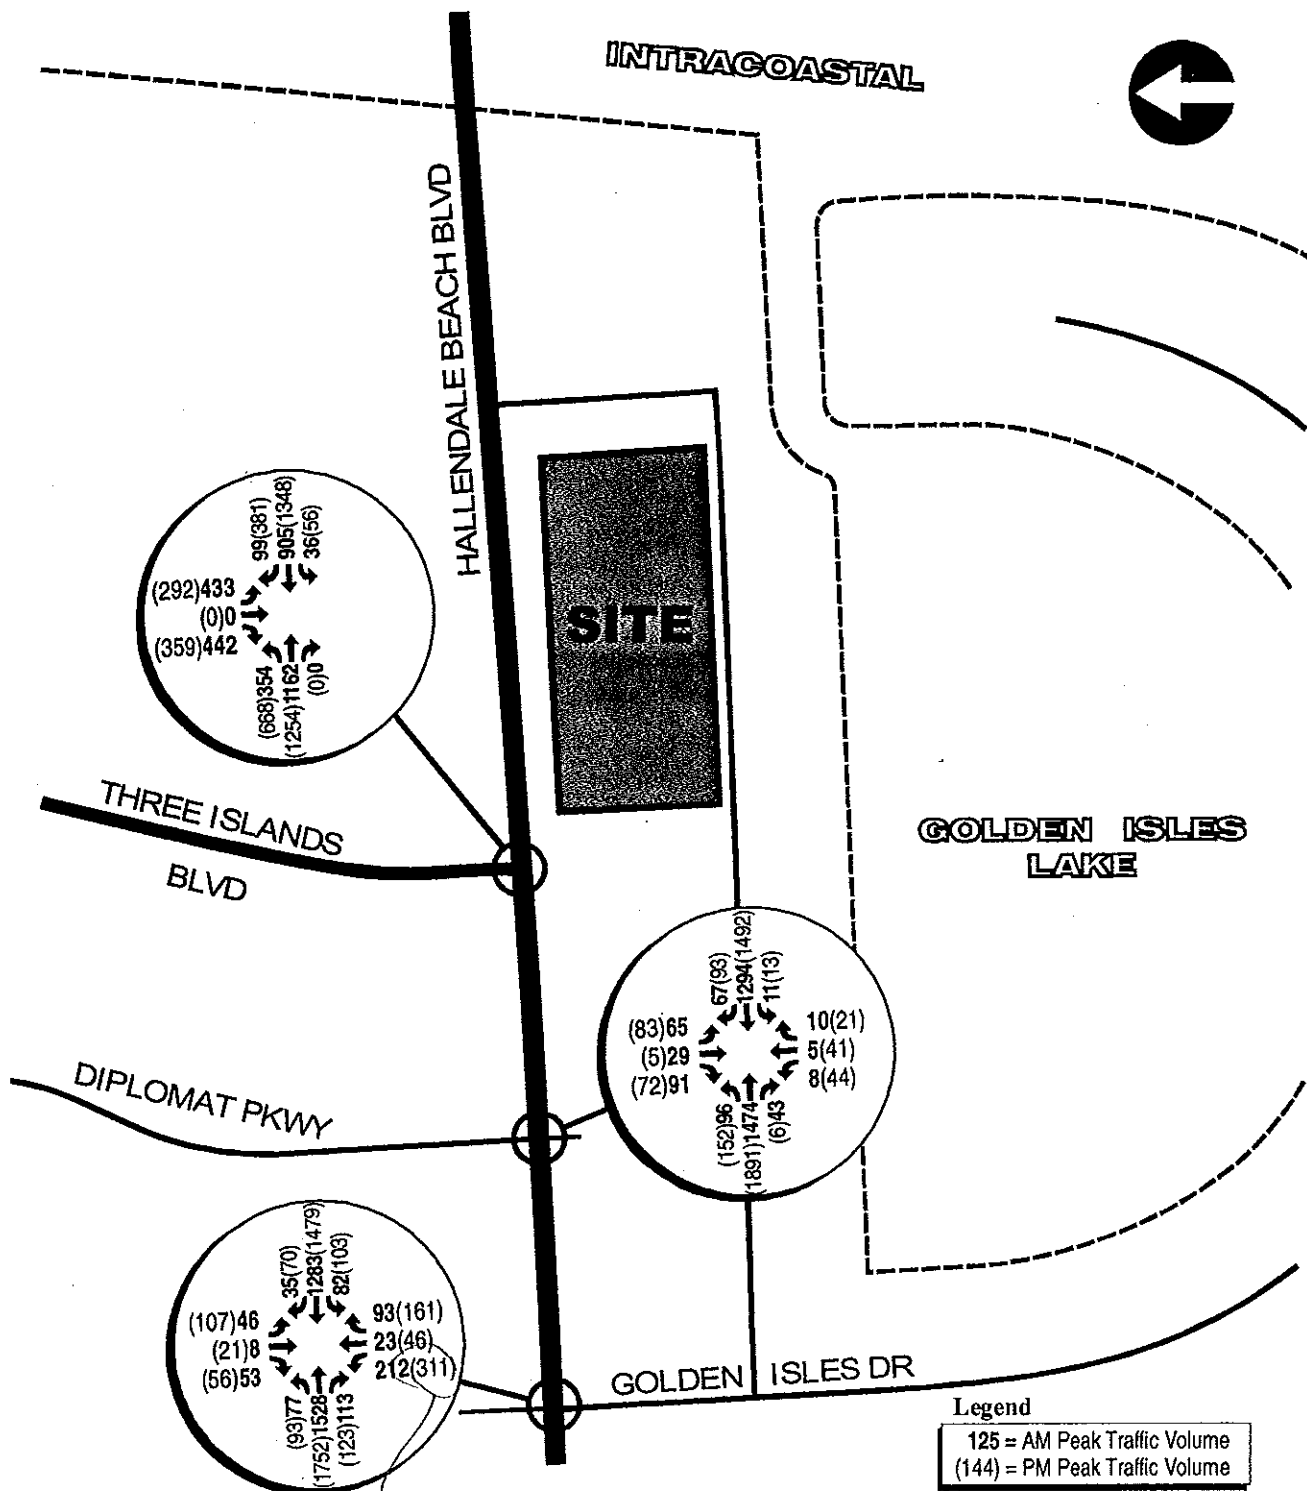 INTRACOASTAL
HALLENDALE BEACH BLVD
99(381)
905(1348)
36(56)
(292)433
(0)0
(359)442
(668)354
(1254)1162
(0)0
SITE
THREE ISLANDS
BLVD
GOLDEN ISLES
LAKE
67(93)
1294(1492)
11(13)
(83)65
(5)29
(72)91
10(21)
5(41)
8(44)
(152)96
(1891)1474
(6)43
DIPLOMAT PKWY
35(70)
1283(1479)
82(103)
(107)46
(21)8
(56)53
93(161)
23(46)
212(311)
(93)77
(1752)1528
(123)113
GOLDEN ISLES DR
Legend
125 = AM Peak Traffic Volume
(144) = PM Peak Traffic Volume